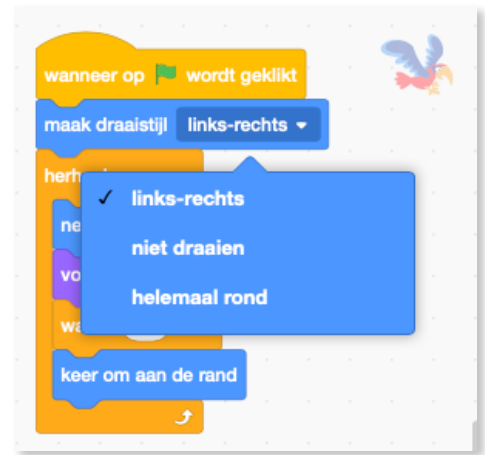 wanneer op wordt geklikt
maak draaistijl links-rechts
links-rechts
niet draaien
helemaal rond
keer om aan de rand